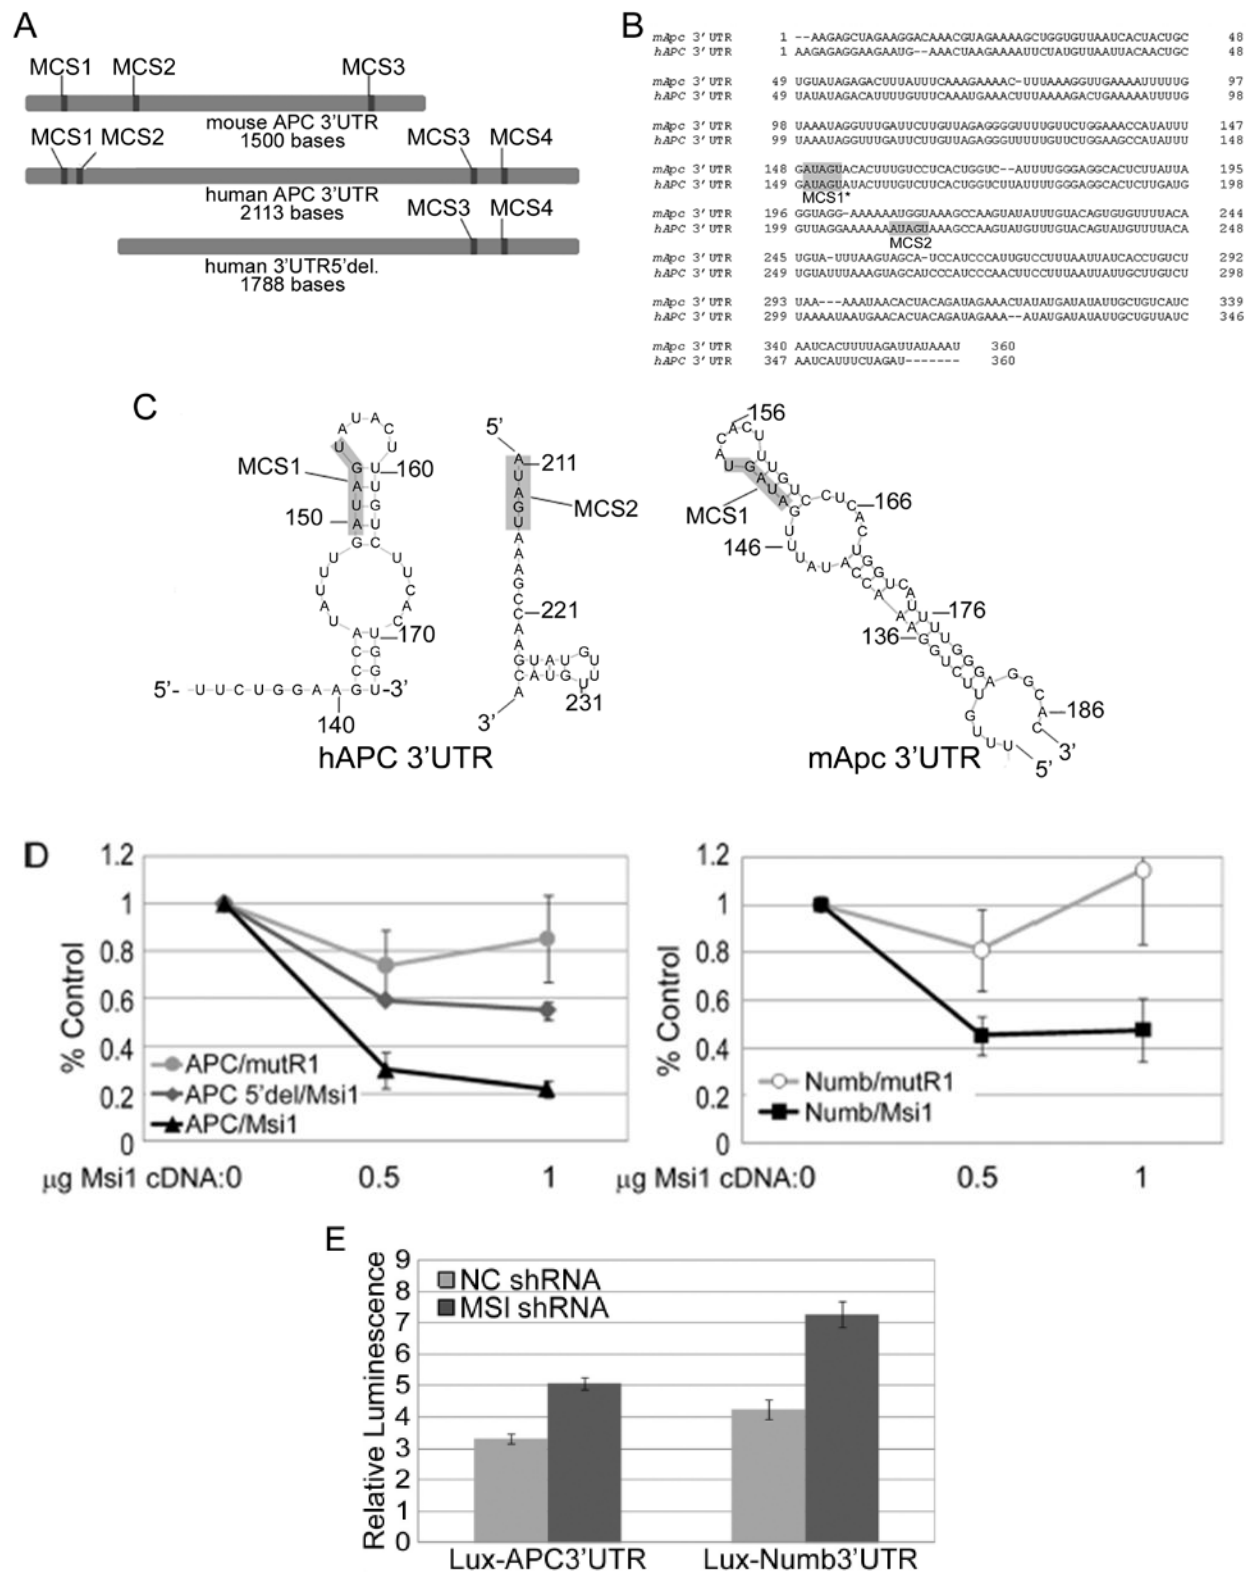 A
MCS1 MCS2 MCS3
mouse APC 3'UTR
1500 bases
MCS1 MCS2 MCS3 MCS4
human APC 3'UTR
2113 bases
MCS3 MCS4
human 3'UTR5'del.
1788 bases
B
mApc 3'UTR 1 --AAGAGCUAGAAGGACAAACGUAGAAAAGCUGGUGUUAAUCACUACUGC 48
hAPC 3'UTR 1 AAGAGAGGAAGAAUG--AAACUAAGAAAAUUCUAUGUUAAUUACAACUGC 48
mApc 3'UTR 49 UGUAUAGAGACUUUAUUUCAAAGAAAAC-UUUAAAGGUUGAAAAUUUUUG 97
hAPC 3'UTR 49 UAUAUAGACAUUUUGUUUCAAAUGAAACUUUAAAAGACUGAAAAAUUUUG 98
mApc 3'UTR 98 UAAAUAGGUUUGAUUCUUGUUAGAGGGGUUUUUGUUCUGGAAACCAUAUUU 147
hAPC 3'UTR 99 UAAAUAGGUUUGAUUCUUGUUAGAGGGUUUUUGUUCUGGAAGCCAUAUUU 148
mApc 3'UTR 148 GAUAGUACACUUUGUCCUCACUGGUC--AUUUUGGGAGGCACUCUUAUUA 195
hAPC 3'UTR 149 GAUAGUAUACUUUGUCUUCACUGGUCUUAUUUUGGGAGGCACUCUUGAUG 198
MCS1*
mApc 3'UTR 196 GGUAGG-AAAAAAUGGUAAAGCCAAGUAUAUUUGUACAGUGUGUUUUACA 244
hAPC 3'UTR 199 GUUAGGAAAAAAAUAGUAAAGCCAAGUAUGUUUGUACAGUAUGUUUUACA 248
MCS2
mApc 3'UTR 245 UGUA-UUUAAGUAGCA-UCCAUCCCAUUGUCCUUUAAUUAUCACCUGUCU 292
hAPC 3'UTR 249 UGUAUUUAAAGUAGCAUCCCAUCCCAACUUCCUUUAAUUAUUGCUUGUCU 298
mApc 3'UTR 293 UAA---AAAUAACACUACAGAUAGAAACUAUAUGAUAUAUUGCUGUCAUC 339
hAPC 3'UTR 299 UAAAAUAAUGAACACUACAGAUAGAAA--AUAUGAUAUAUUGCUGUUAUC 346
mApc 3'UTR 340 AAUCACUUUUAGAUUAUAAAU 360
hAPC 3'UTR 347 AAUCAUUUCUAGAU------- 360
C
MCS1
150
160
170
140
5'- U U C U G G A A G
-3'
5'
211
MCS2
221
231
3'
hAPC 3'UTR
156
MCS1
166
146
176
136
186
3'
5'
mApc 3'UTR
D
% Control
1.2
1
0.8
0.6
0.4
0.2
0
APC/mutR1
APC 5'del/Msi1
APC/Msi1
µg Msi1 cDNA:0 0.5 1
% Control
1.2
1
0.8
0.6
0.4
0.2
0
Numb/mutR1
Numb/Msi1
µg Msi1 cDNA:0 0.5 1
E
Relative Luminescence
9
8
7
6
5
4
3
2
1
0
NC shRNA
MSI shRNA
Lux-APC3'UTR Lux-Numb3'UTR